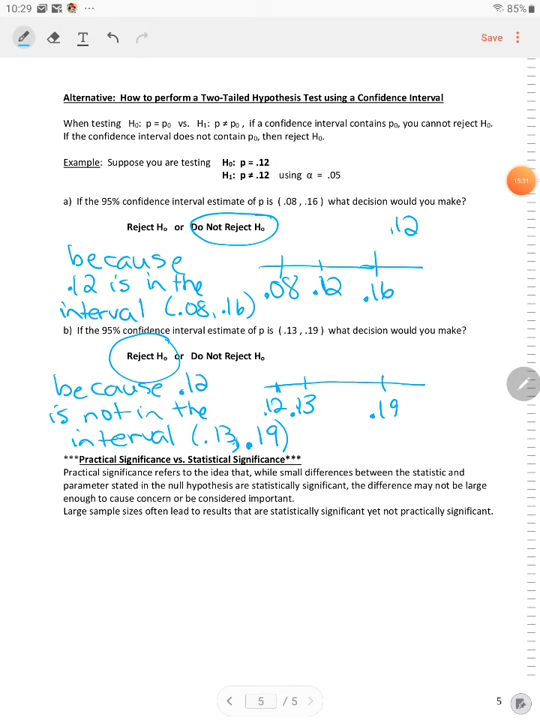 10:29 ... 85%
Save
Alternative: How to perform a Two-Tailed Hypothesis Test using a Confidence Interval
When testing H₀: p = p₀ vs. H₁: p ≠ p₀ , if a confidence interval contains p₀, you cannot reject H₀.
If the confidence interval does not contain p₀, then reject H₀.
Example: Suppose you are testing H₀: p = .12
H₁: p ≠ .12 using α = .05
a) If the 95% confidence interval estimate of p is ( .08 , .16 ) what decision would you make?
.12
Reject H₀ or Do Not Reject H₀
because
.12 is in the
interval (.08, .16)
.08 .12 .16
b) If the 95% confidence interval estimate of p is ( .13 , .19 ) what decision would you make?
Reject H₀ or Do Not Reject H₀
because .12
is not in the
interval (.13, .19)
.12 .13 .19
***Practical Significance vs. Statistical Significance***
Practical significance refers to the idea that, while small differences between the statistic and
parameter stated in the null hypothesis are statistically significant, the difference may not be large
enough to cause concern or be considered important.
Large sample sizes often lead to results that are statistically significant yet not practically significant.
5 / 5
5